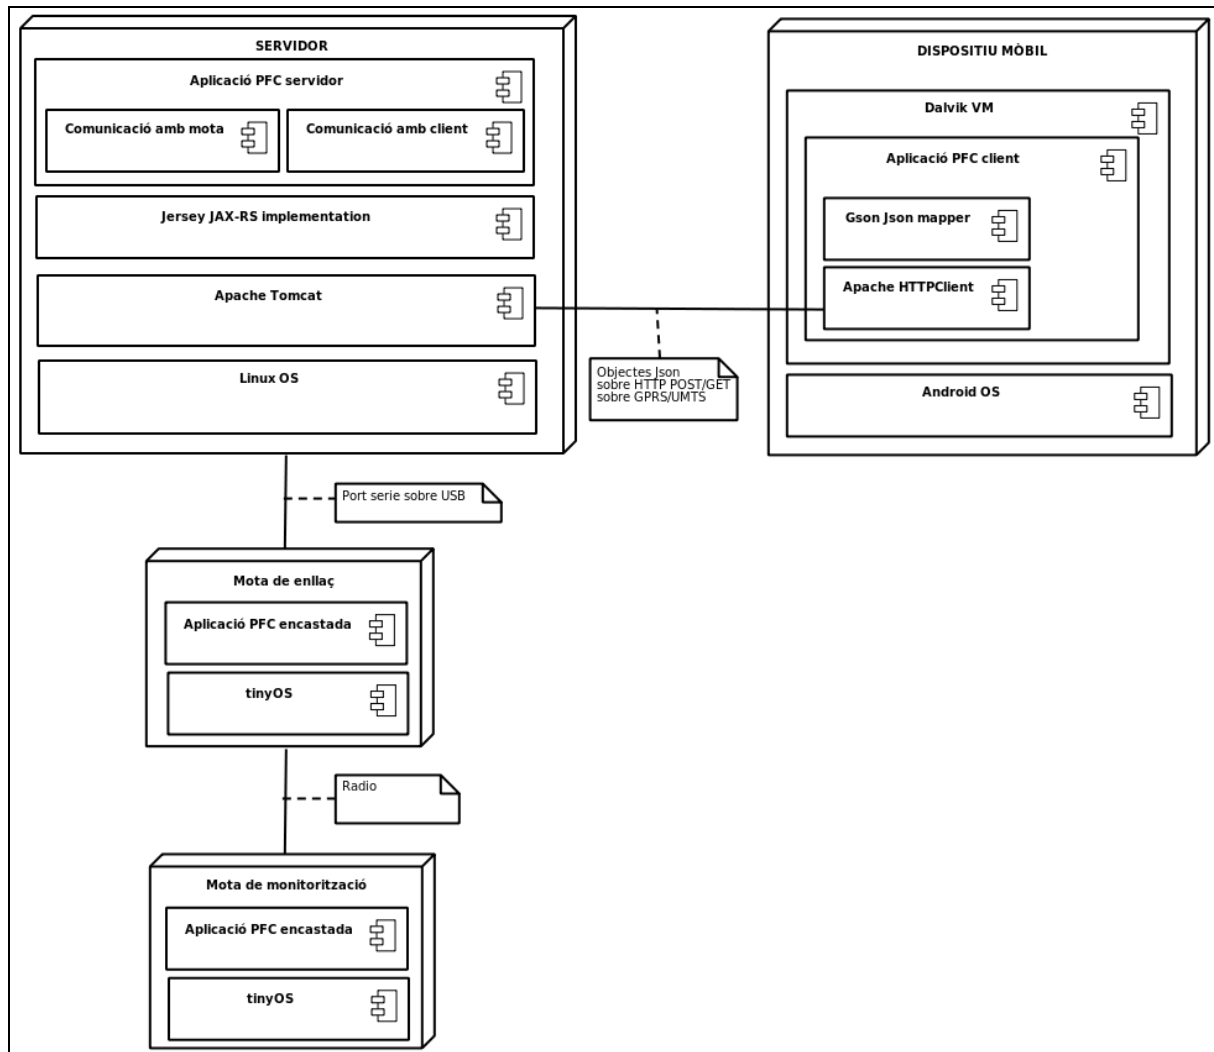 SERVIDOR
Aplicació PFC servidor
Comunicació amb mota
Comunicació amb client
Jersey JAX-RS implementation
Apache Tomcat
Linux OS
DISPOSITIU MÒBIL
Dalvik VM
Aplicació PFC client
Gson Json mapper
Apache HTTPClient
Android OS
Objectes Json
sobre HTTP POST/GET
sobre GPRS/UMTS
Port serie sobre USB
Mota de enllaç
Aplicació PFC encastada
tinyOS
Radio
Mota de monitorització
Aplicació PFC encastada
tinyOS